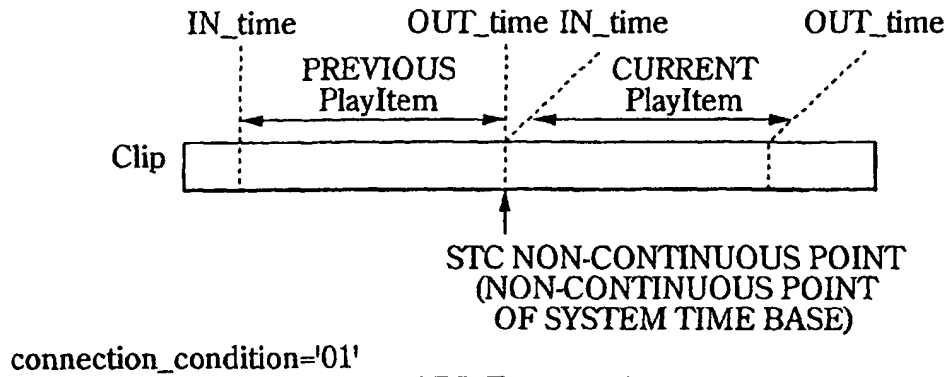 IN_time OUT_time IN_time OUT_time
PREVIOUS CURRENT
PlayItem PlayItem
Clip
STC NON-CONTINUOUS POINT
(NON-CONTINUOUS POINT
OF SYSTEM TIME BASE)
connection_condition='01'